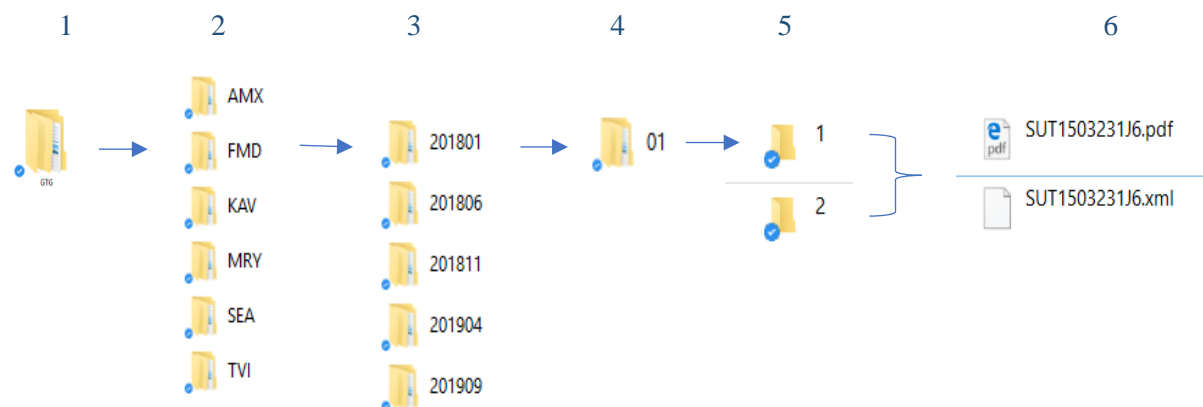 1 2 3 4 5 6
GTG
AMX
FMD
KAV
MRY
SEA
TVI
201801
201806
201811
201904
201909
01
1
2
pdf
SUT1503231J6.pdf
SUT1503231J6.xml